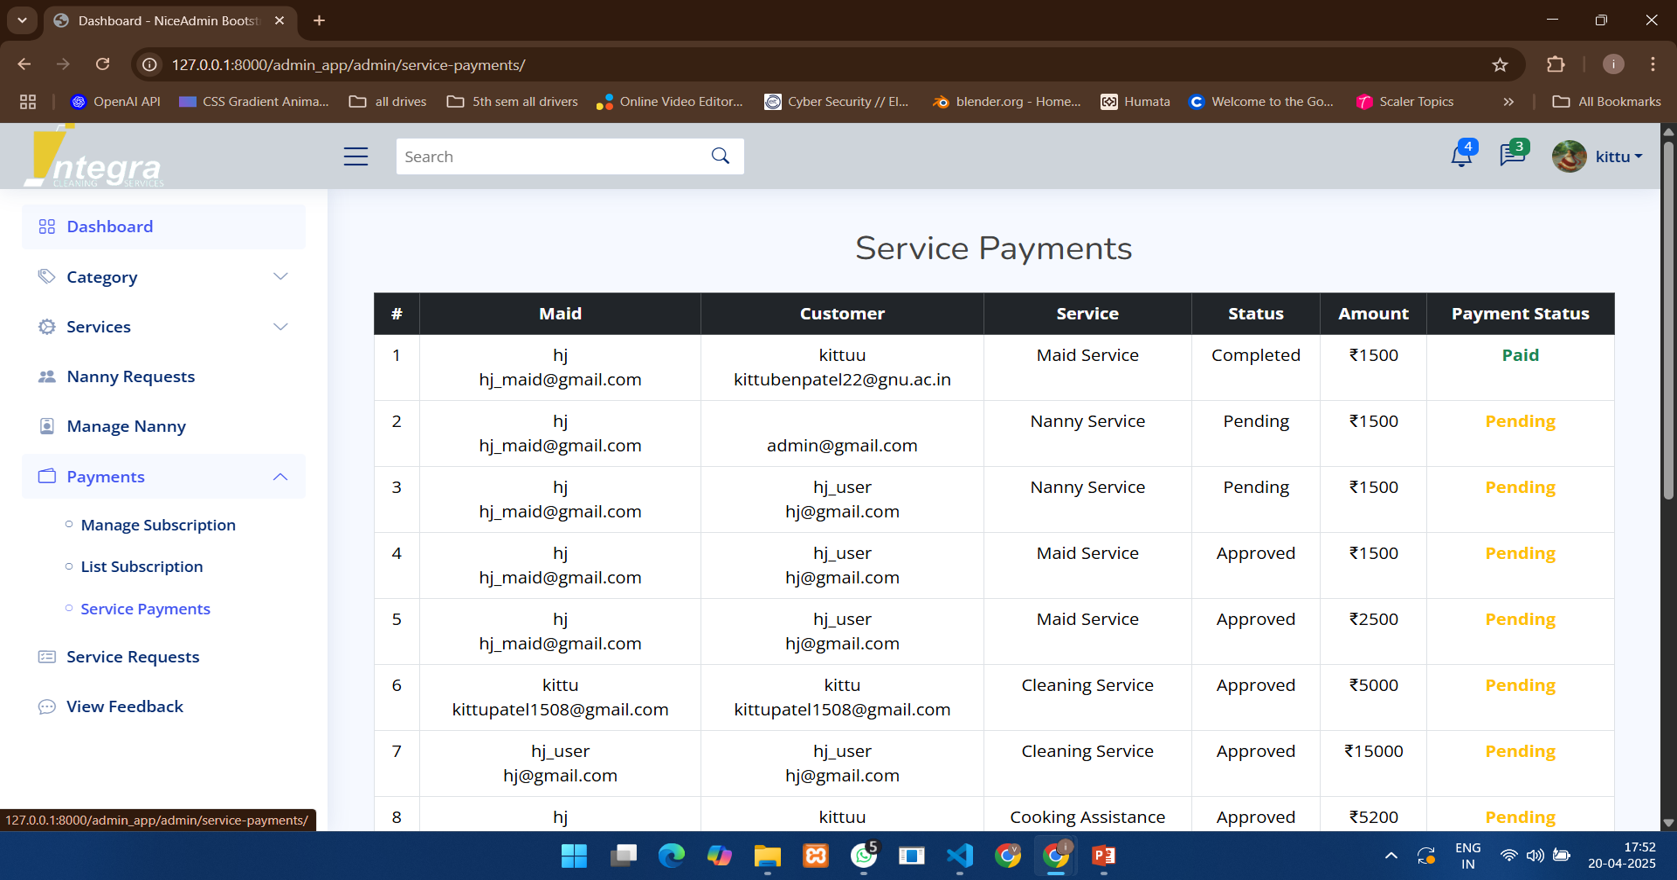 Dashboard - NiceAdmin Bootst
127.0.0.1:8000/admin_app/admin/service-payments/
i
OpenAI API
CSS Gradient Anima...
all drives
5th sem all drivers
Online Video Editor...
Cyber Security // El...
blender.org - Home...
Humata
Welcome to the Go...
Scaler Topics
»
All Bookmarks
ntegra
CLEANING SERVICES
Search
4
3
kittu
Dashboard
Category
Services
Nanny Requests
Manage Nanny
Payments
Manage Subscription
List Subscription
Service Payments
Service Requests
View Feedback
Service Payments
# Maid Customer Service Status Amount Payment Status
1 hj kittuu Maid Service Completed ₹1500 Paid
hj_maid@gmail.com kittubenpatel22@gnu.ac.in
2 hj Nanny Service Pending ₹1500 Pending
hj_maid@gmail.com admin@gmail.com
3 hj hj_user Nanny Service Pending ₹1500 Pending
hj_maid@gmail.com hj@gmail.com
4 hj hj_user Maid Service Approved ₹1500 Pending
hj_maid@gmail.com hj@gmail.com
5 hj hj_user Maid Service Approved ₹2500 Pending
hj_maid@gmail.com hj@gmail.com
6 kittu kittu Cleaning Service Approved ₹5000 Pending
kittupatel1508@gmail.com kittupatel1508@gmail.com
7 hj_user hj_user Cleaning Service Approved ₹15000 Pending
hj@gmail.com hj@gmail.com
8 hj kittuu Cooking Assistance Approved ₹5200 Pending
127.0.0.1:8000/admin_app/admin/service-payments/
5
ENG
IN
17:52
20-04-2025